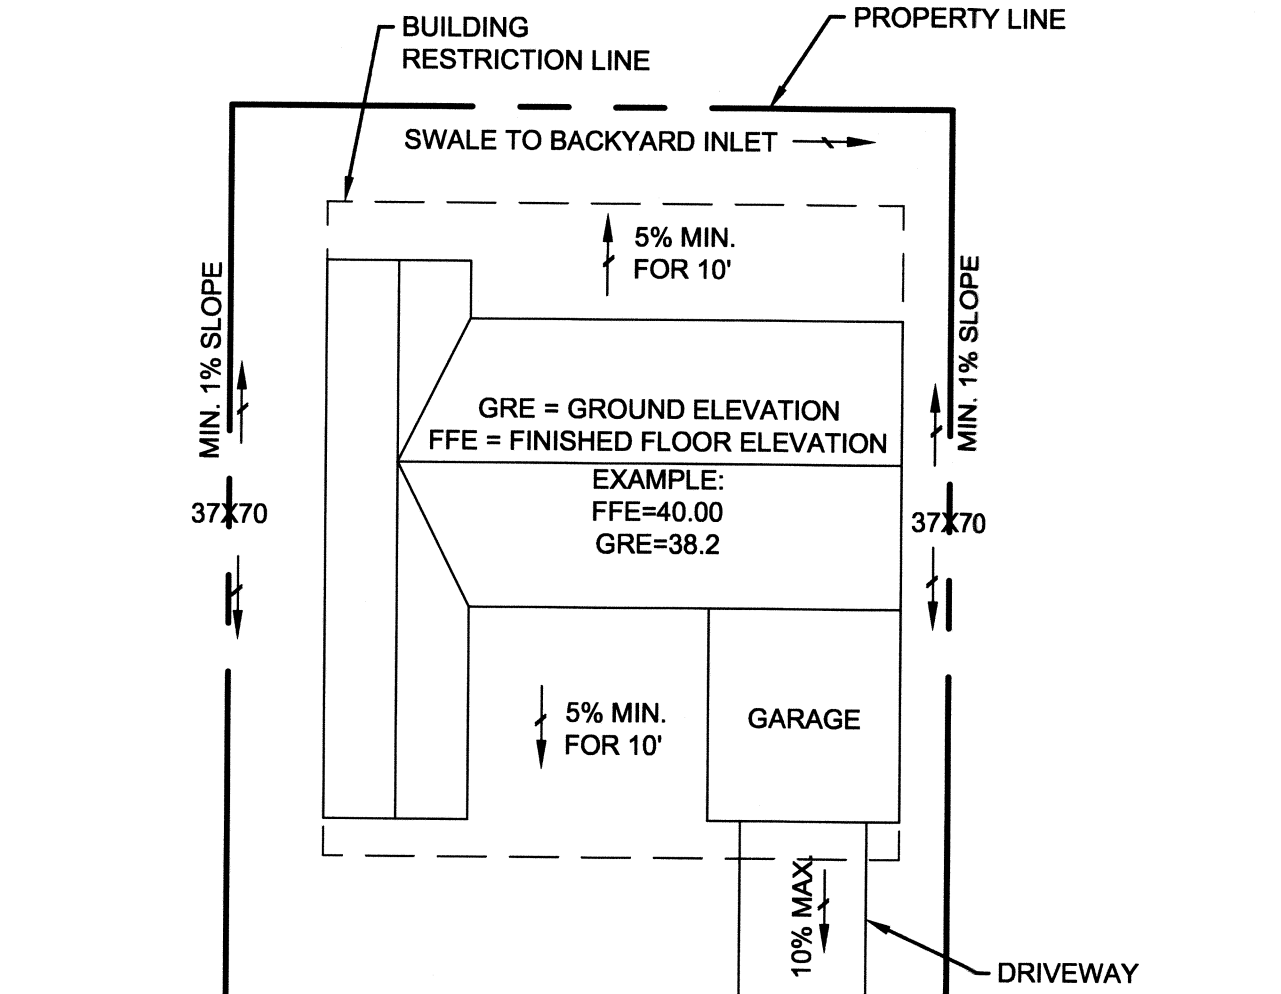 BUILDING
RESTRICTION LINE
PROPERTY LINE
SWALE TO BACKYARD INLET
5% MIN.
FOR 10'
MIN. 1% SLOPE
MIN. 1% SLOPE
GRE = GROUND ELEVATION
FFE = FINISHED FLOOR ELEVATION
EXAMPLE:
FFE=40.00
GRE=38.2
37X70
37X70
5% MIN.
FOR 10'
GARAGE
10% MAX.
DRIVEWAY